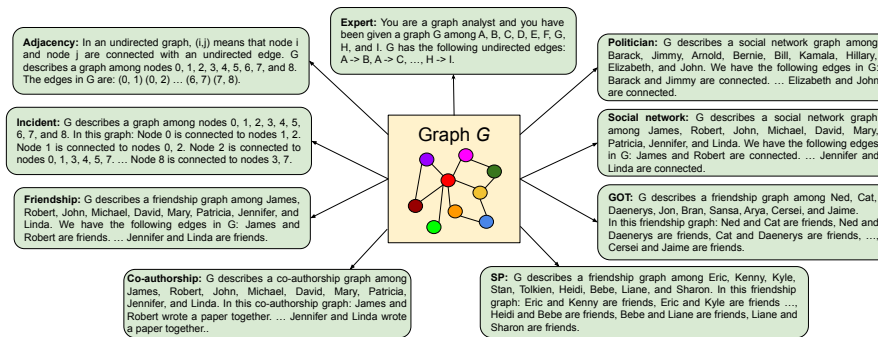 Expert: You are a graph analyst and you have
been given a graph G among A, B, C, D, E, F, G,
H, and I. G has the following undirected edges:
A -> B, A -> C, …, H -> I.
Adjacency: In an undirected graph, (i,j) means that node i
and node j are connected with an undirected edge. G
describes a graph among nodes 0, 1, 2, 3, 4, 5, 6, 7, and 8.
The edges in G are: (0, 1) (0, 2) … (6, 7) (7, 8).
Politician: G describes a social network graph among
Barack, Jimmy, Arnold, Bernie, Bill, Kamala, Hillary,
Elizabeth, and John. We have the following edges in G:
Barack and Jimmy are connected. … Elizabeth and John
are connected.
Incident: G describes a graph among nodes 0, 1, 2, 3, 4, 5,
6, 7, and 8. In this graph: Node 0 is connected to nodes 1, 2.
Node 1 is connected to nodes 0, 2. Node 2 is connected to
nodes 0, 1, 3, 4, 5, 7. … Node 8 is connected to nodes 3, 7.
Graph G
Social network: G describes a social network graph
among James, Robert, John, Michael, David, Mary,
Patricia, Jennifer, and Linda. We have the following edges
in G: James and Robert are connected. … Jennifer and
Linda are connected.
Friendship: G describes a friendship graph among James,
Robert, John, Michael, David, Mary, Patricia, Jennifer, and
Linda. We have the following edges in G: James and
Robert are friends. … Jennifer and Linda are friends.
GOT: G describes a friendship graph among Ned, Cat,
Daenerys, Jon, Bran, Sansa, Arya, Cersei, and Jaime.
In this friendship graph: Ned and Cat are friends, Ned and
Daenerys are friends, Cat and Daenerys are friends, …,
Cersei and Jaime are friends.
Co-authorship: G describes a co-authorship graph among
James, Robert, John, Michael, David, Mary, Patricia,
Jennifer, and Linda. In this co-authorship graph: James and
Robert wrote a paper together. … Jennifer and Linda wrote
a paper together..
SP: G describes a friendship graph among Eric, Kenny, Kyle,
Stan, Tolkien, Heidi, Bebe, Liane, and Sharon. In this friendship
graph: Eric and Kenny are friends, Eric and Kyle are friends …,
Heidi and Bebe are friends, Bebe and Liane are friends, Liane and
Sharon are friends.